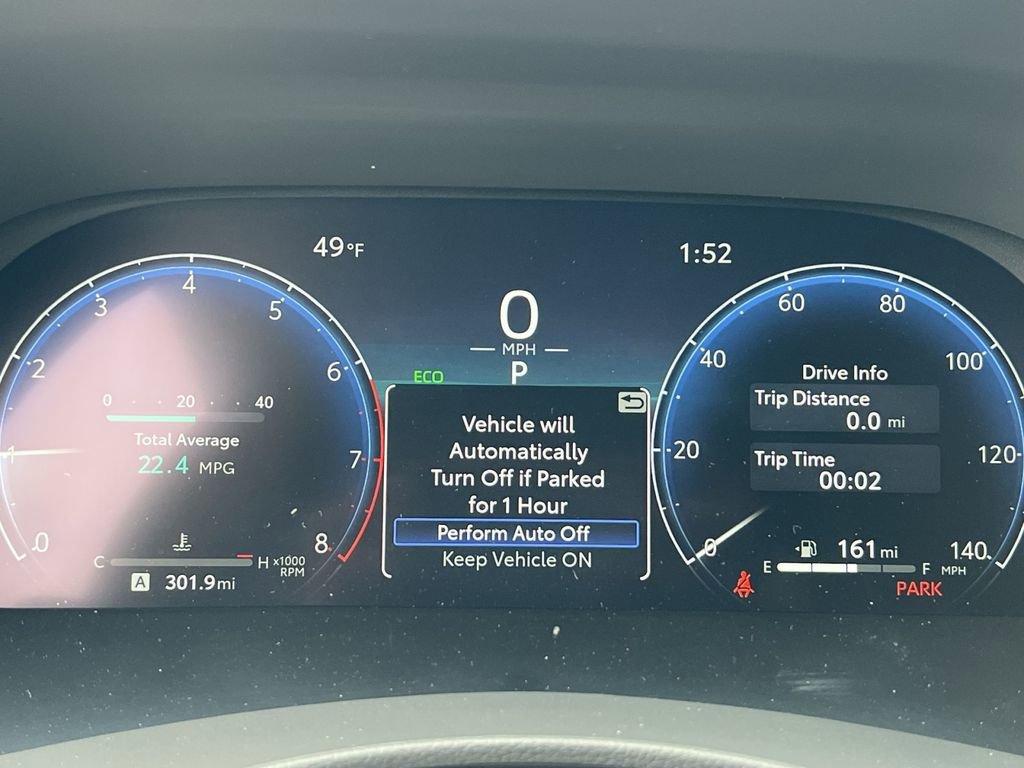 49°F
1:52
0
MPH
P
ECO
0
1
2
3
4
5
6
7
8
x1000
RPM
0 20 40
Total Average
22.4 MPG
C H
A 301.9 mi
Vehicle will
Automatically
Turn Off if Parked
for 1 Hour
Perform Auto Off
Keep Vehicle ON
0
20
40
60
80
100
120
140
MPH
Drive Info
Trip Distance
0.0 mi
Trip Time
00:02
161 mi
E F
PARK